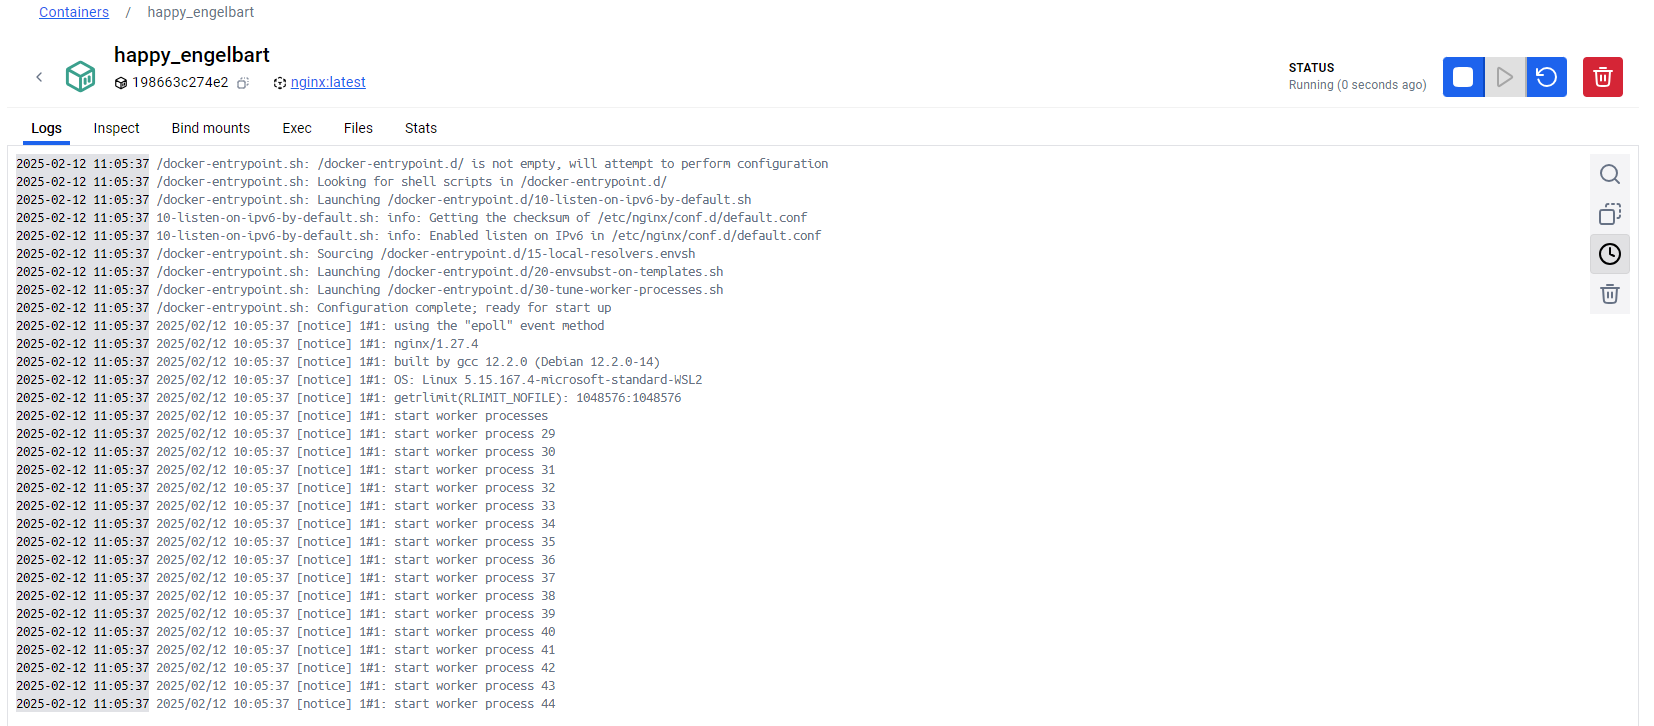 Containers / happy_engelbart
happy_engelbart
198663c274e2 nginx:latest
STATUS
Running (0 seconds ago)
Logs Inspect Bind mounts Exec Files Stats
2025-02-12 11:05:37 /docker-entrypoint.sh: /docker-entrypoint.d/ is not empty, will attempt to perform configuration
2025-02-12 11:05:37 /docker-entrypoint.sh: Looking for shell scripts in /docker-entrypoint.d/
2025-02-12 11:05:37 /docker-entrypoint.sh: Launching /docker-entrypoint.d/10-listen-on-ipv6-by-default.sh
2025-02-12 11:05:37 10-listen-on-ipv6-by-default.sh: info: Getting the checksum of /etc/nginx/conf.d/default.conf
2025-02-12 11:05:37 10-listen-on-ipv6-by-default.sh: info: Enabled listen on IPv6 in /etc/nginx/conf.d/default.conf
2025-02-12 11:05:37 /docker-entrypoint.sh: Sourcing /docker-entrypoint.d/15-local-resolvers.envsh
2025-02-12 11:05:37 /docker-entrypoint.sh: Launching /docker-entrypoint.d/20-envsubst-on-templates.sh
2025-02-12 11:05:37 /docker-entrypoint.sh: Launching /docker-entrypoint.d/30-tune-worker-processes.sh
2025-02-12 11:05:37 /docker-entrypoint.sh: Configuration complete; ready for start up
2025-02-12 11:05:37 2025/02/12 10:05:37 [notice] 1#1: using the "epoll" event method
2025-02-12 11:05:37 2025/02/12 10:05:37 [notice] 1#1: nginx/1.27.4
2025-02-12 11:05:37 2025/02/12 10:05:37 [notice] 1#1: built by gcc 12.2.0 (Debian 12.2.0-14)
2025-02-12 11:05:37 2025/02/12 10:05:37 [notice] 1#1: OS: Linux 5.15.167.4-microsoft-standard-WSL2
2025-02-12 11:05:37 2025/02/12 10:05:37 [notice] 1#1: getrlimit(RLIMIT_NOFILE): 1048576:1048576
2025-02-12 11:05:37 2025/02/12 10:05:37 [notice] 1#1: start worker processes
2025-02-12 11:05:37 2025/02/12 10:05:37 [notice] 1#1: start worker process 29
2025-02-12 11:05:37 2025/02/12 10:05:37 [notice] 1#1: start worker process 30
2025-02-12 11:05:37 2025/02/12 10:05:37 [notice] 1#1: start worker process 31
2025-02-12 11:05:37 2025/02/12 10:05:37 [notice] 1#1: start worker process 32
2025-02-12 11:05:37 2025/02/12 10:05:37 [notice] 1#1: start worker process 33
2025-02-12 11:05:37 2025/02/12 10:05:37 [notice] 1#1: start worker process 34
2025-02-12 11:05:37 2025/02/12 10:05:37 [notice] 1#1: start worker process 35
2025-02-12 11:05:37 2025/02/12 10:05:37 [notice] 1#1: start worker process 36
2025-02-12 11:05:37 2025/02/12 10:05:37 [notice] 1#1: start worker process 37
2025-02-12 11:05:37 2025/02/12 10:05:37 [notice] 1#1: start worker process 38
2025-02-12 11:05:37 2025/02/12 10:05:37 [notice] 1#1: start worker process 39
2025-02-12 11:05:37 2025/02/12 10:05:37 [notice] 1#1: start worker process 40
2025-02-12 11:05:37 2025/02/12 10:05:37 [notice] 1#1: start worker process 41
2025-02-12 11:05:37 2025/02/12 10:05:37 [notice] 1#1: start worker process 42
2025-02-12 11:05:37 2025/02/12 10:05:37 [notice] 1#1: start worker process 43
2025-02-12 11:05:37 2025/02/12 10:05:37 [notice] 1#1: start worker process 44